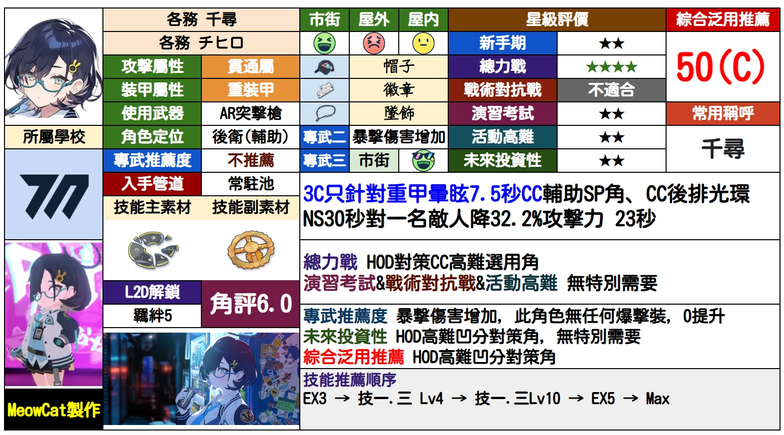 各務 千尋
市街 屋外 屋內
星級評價
綜合泛用推薦
各務 チヒロ
新手期 ★★
50(C)
攻擊屬性 貫通屬
帽子
總力戰 ★★★★
裝甲屬性 重裝甲
徽章
戰術對抗戰 不適合
使用武器 AR突擊槍
墜飾
演習考試 ★★
常用稱呼
所屬學校
角色定位 後衛(輔助)
專武二 暴擊傷害增加
活動高難 ★★
千尋
專武推薦度 不推薦
專武三 市街
未來投資性 ★★
入手管道 常駐池
技能主素材 技能副素材
3C只針對重甲暈眩7.5秒CC輔助SP角、CC後排光環
NS30秒對一名敵人降32.2%攻擊力 23秒
總力戰 HOD對策CC高難選用角
演習考試&戰術對抗戰&活動高難 無特別需要
L2D解鎖
羈絆5
角評6.0
專武推薦度 暴擊傷害增加，此角色無任何爆擊裝，0提升
未來投資性 HOD高難凹分對策角，無特別需要
綜合泛用推薦 HOD高難凹分對策角
技能推薦順序
EX3 → 技一.三 Lv4 → 技一.三Lv10 → EX5 → Max
MeowCat製作